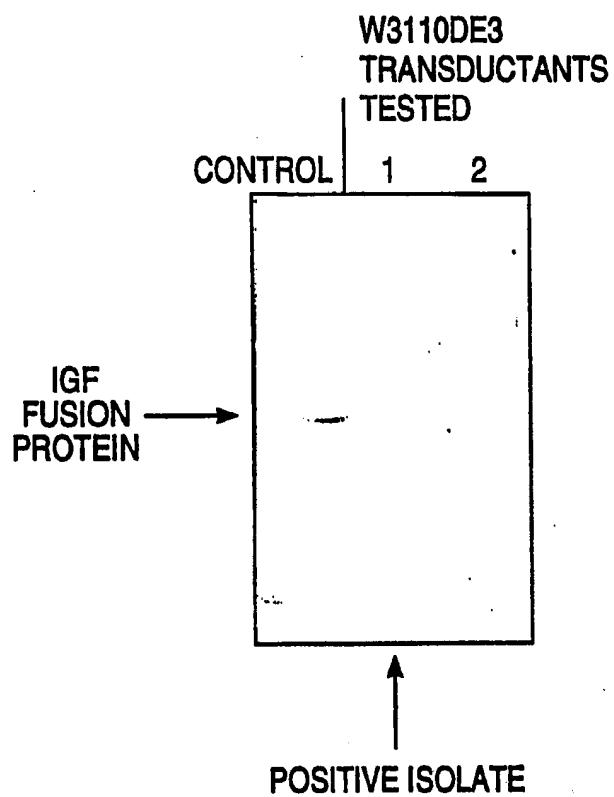 W3110DE3
TRANSDUCTANTS
TESTED
CONTROL 1 2
IGF
FUSION
PROTEIN
POSITIVE ISOLATE